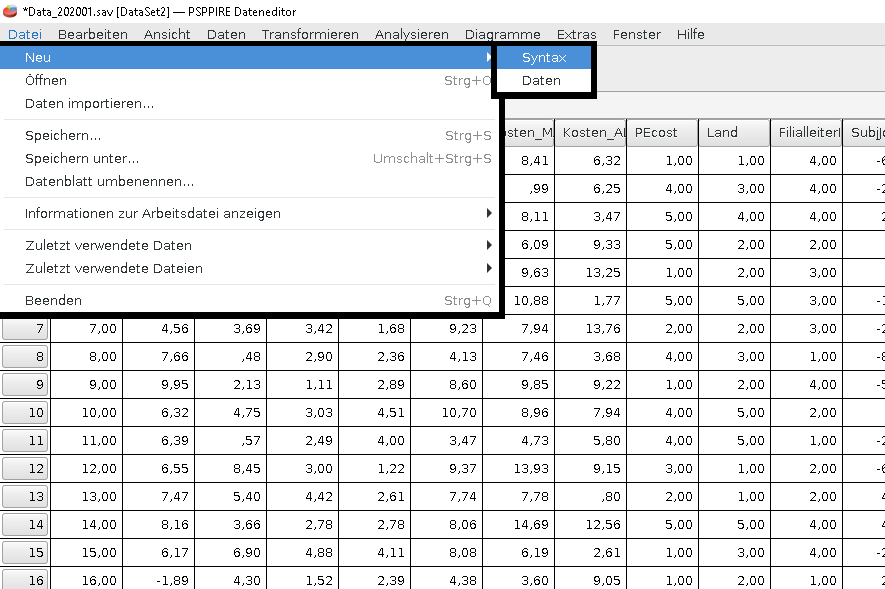 *Data_202001.sav [DataSet2] — PSPPIRE Dateneditor
Datei Bearbeiten Ansicht Daten Transformieren Analysieren Diagramme Extras Fenster Hilfe
Neu Syntax
Öffnen Strg+O Daten
Daten importieren...
Speichern... Strg+S
Speichern unter... Umschalt+Strg+S
Datenblatt umbenennen...
Informationen zur Arbeitsdatei anzeigen
Zuletzt verwendete Daten
Zuletzt verwendete Dateien
Beenden Strg+Q
osten_M Kosten_Al PEcost Land Filialleiter SubjJo
8,41 6,32 1,00 1,00 4,00 -6
,99 6,25 4,00 3,00 4,00 -2
8,11 3,47 5,00 4,00 4,00 2
6,09 9,33 5,00 2,00 2,00
9,63 13,25 1,00 2,00 3,00
10,88 1,77 5,00 5,00 3,00 -1
7 7,00 4,56 3,69 3,42 1,68 9,23 7,94 13,76 2,00 2,00 3,00 -2
8 8,00 7,66 ,48 2,90 2,36 4,13 7,46 3,68 4,00 3,00 1,00 -8
9 9,00 9,95 2,13 1,11 2,89 8,60 9,85 9,22 1,00 2,00 4,00 -5
10 10,00 6,32 4,75 3,03 4,51 10,70 8,96 7,94 4,00 5,00 2,00
11 11,00 6,39 ,57 2,49 4,00 3,47 4,73 5,80 4,00 5,00 1,00 -2
12 12,00 6,55 8,45 3,00 1,22 9,37 13,93 9,15 3,00 1,00 2,00 -6
13 13,00 7,47 5,40 4,42 2,61 7,74 7,78 ,80 2,00 1,00 2,00 4
14 14,00 8,16 3,66 2,78 2,78 8,06 14,69 12,56 5,00 5,00 4,00 4
15 15,00 6,17 6,90 4,88 4,11 8,08 6,19 2,61 1,00 3,00 4,00 -2
16 16,00 -1,89 4,30 1,52 2,39 4,38 3,60 9,05 1,00 2,00 1,00 2